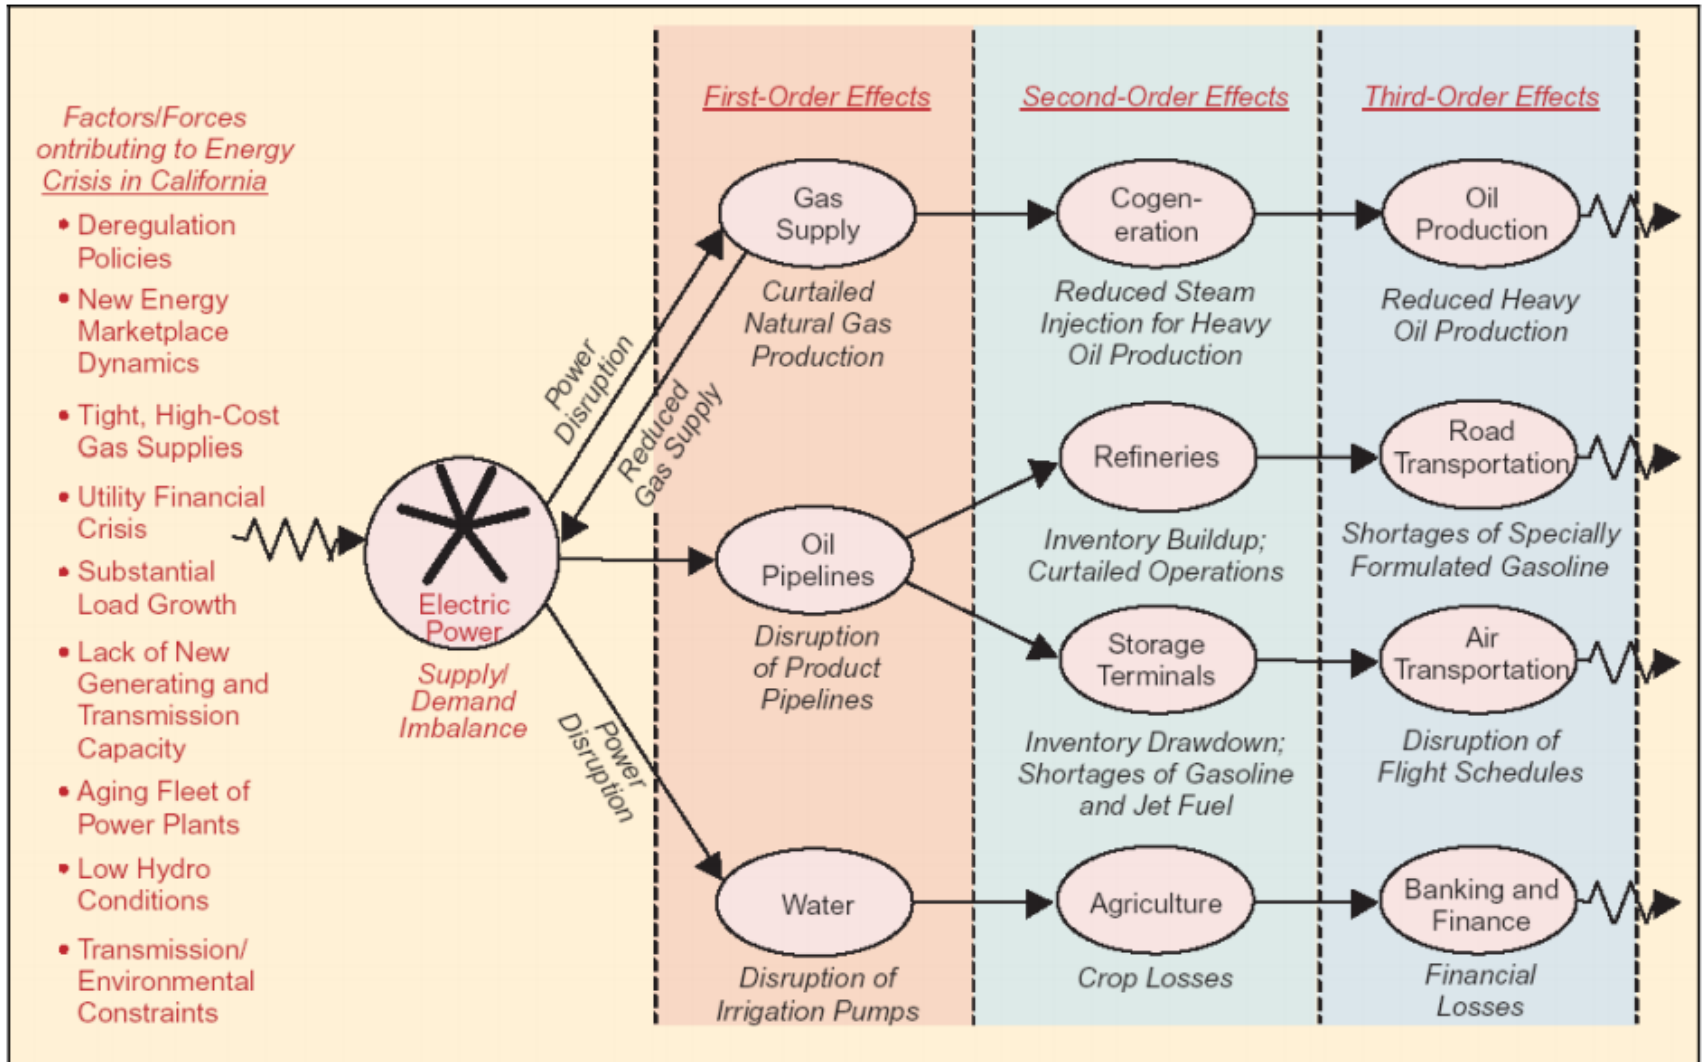 Factors/Forces
ontributing to Energy
Crisis in California
• Deregulation
Policies
• New Energy
Marketplace
Dynamics
• Tight, High-Cost
Gas Supplies
• Utility Financial
Crisis
• Substantial
Load Growth
• Lack of New
Generating and
Transmission
Capacity
• Aging Fleet of
Power Plants
• Low Hydro
Conditions
• Transmission/
Environmental
Constraints
Electric
Power
Supply/
Demand
Imbalance
Power
Disruption
Reduced
Gas Supply
Power
Disruption
First-Order Effects
Gas
Supply
Curtailed
Natural Gas
Production
Oil
Pipelines
Disruption
of Product
Pipelines
Water
Disruption of
Irrigation Pumps
Second-Order Effects
Cogen-
eration
Reduced Steam
Injection for Heavy
Oil Production
Refineries
Inventory Buildup;
Curtailed Operations
Storage
Terminals
Inventory Drawdown;
Shortages of Gasoline
and Jet Fuel
Agriculture
Crop Losses
Third-Order Effects
Oil
Production
Reduced Heavy
Oil Production
Road
Transportation
Shortages of Specially
Formulated Gasoline
Air
Transportation
Disruption of
Flight Schedules
Banking and
Finance
Financial
Losses